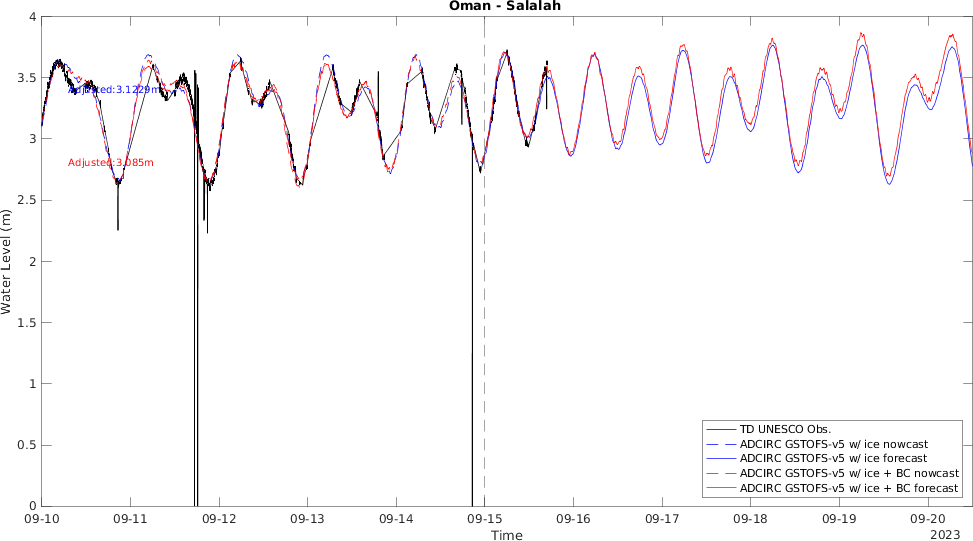 Oman - Salalah
4
3.5
3
2.5
2
1.5
1
0.5
0
Water Level (m)
Adjusted:3.1229m
Adjusted:3.085m
TD UNESCO Obs.
ADCIRC GSTOFS-v5 w/ ice nowcast
ADCIRC GSTOFS-v5 w/ ice forecast
ADCIRC GSTOFS-v5 w/ ice + BC nowcast
ADCIRC GSTOFS-v5 w/ ice + BC forecast
09-10 09-11 09-12 09-13 09-14 09-15 09-16 09-17 09-18 09-19 09-20
Time
2023